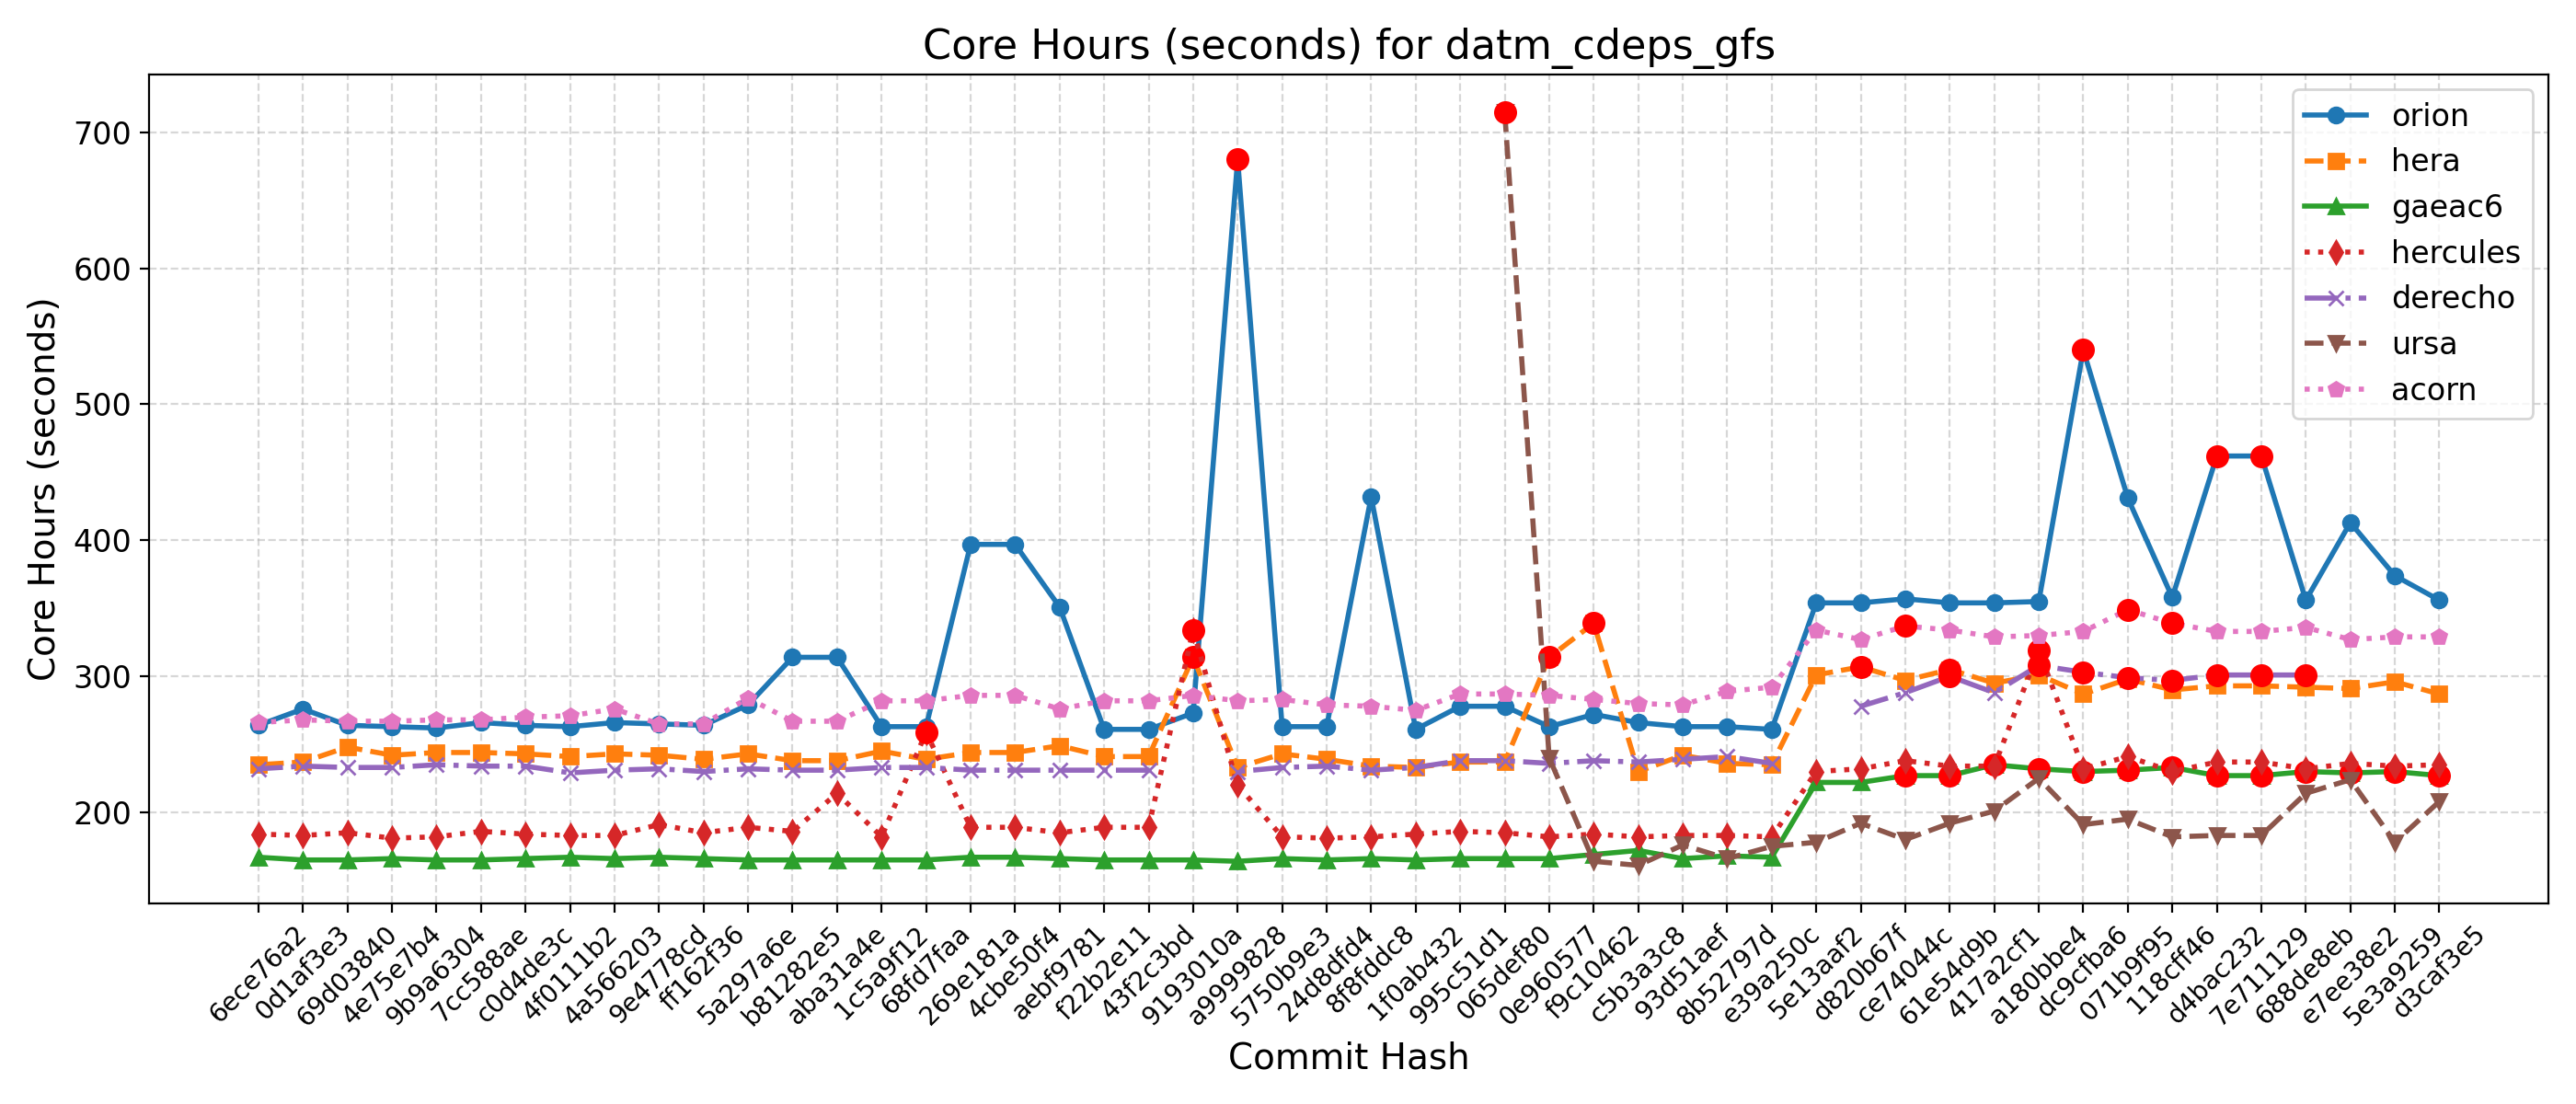 Core Hours (seconds) for datm_cdeps_gfs
Core Hours (seconds)
700
600
500
400
300
200
orion
hera
gaeac6
hercules
derecho
ursa
acorn
6ece76a2
0d1af3e3
69d03840
4e75e7b4
9b9a6304
7cc588ae
c0d4de3c
4f0111b2
4a566203
9e4778cd
ff162f36
5a297a6e
b81282e5
aba31a4e
1c5a9f12
68fd7faa
269e181a
4cbe50f4
aebf9781
f22b2e11
43f2c3bd
9193010a
a9999828
5750b9e3
24d8dfd4
8f8fddc8
1f0ab432
995c51d1
065def80
0e960577
f9c10462
c5b3a3c8
93d51aef
8b52797d
e39a250c
5e13aaf2
d820b67f
ce74044c
61e54d9b
417a2cf1
a180bbe4
dc9cfba6
071b9f95
118cff46
d4bac232
7e711129
688de8eb
e7ee38e2
5e3a9259
d3caf3e5
Commit Hash